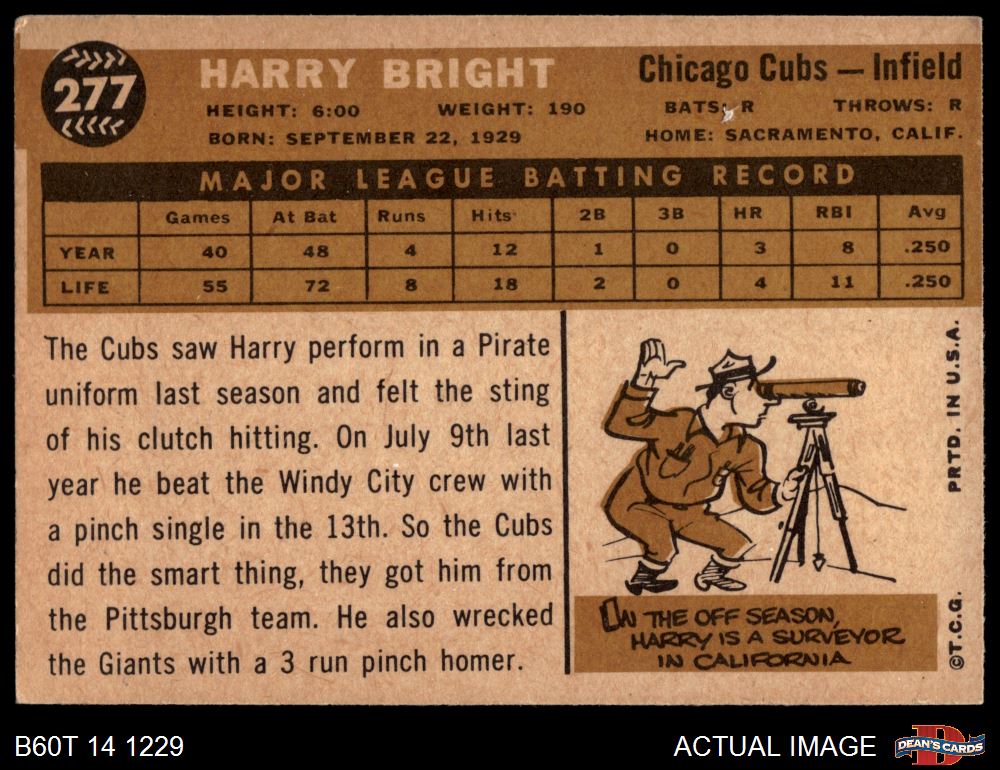 277
HARRY BRIGHT
Chicago Cubs — Infield
HEIGHT: 6:00 WEIGHT: 190 BATS: R THROWS: R
BORN: SEPTEMBER 22, 1929 HOME: SACRAMENTO, CALIF.
MAJOR LEAGUE BATTING RECORD
Games At Bat Runs Hits 2B 3B HR RBI Avg
YEAR 40 48 4 12 1 0 3 8 .250
LIFE 55 72 8 18 2 0 4 11 .250
The Cubs saw Harry perform in a Pirate
uniform last season and felt the sting
of his clutch hitting. On July 9th last
year he beat the Windy City crew with
a pinch single in the 13th. So the Cubs
did the smart thing, they got him from
the Pittsburgh team. He also wrecked
the Giants with a 3 run pinch homer.
IN THE OFF SEASON,
HARRY IS A SURVEYOR
IN CALIFORNIA
©T.C.G. PRTD. IN U.S.A.
B60T 14 1229
ACTUAL IMAGE
D
DEAN'S CARDS